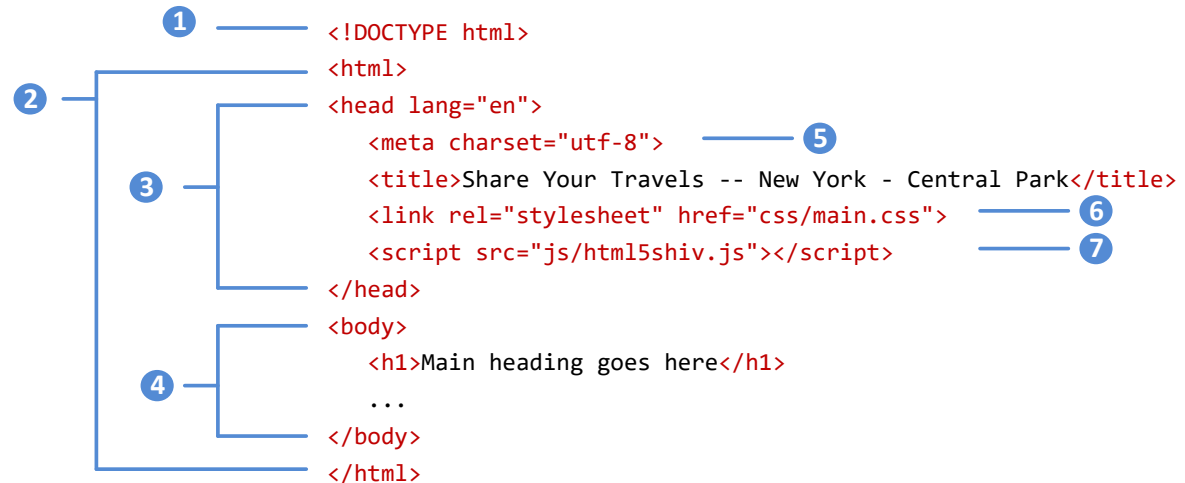 1 <!DOCTYPE html>
2 <html>
3 <head lang="en">
<meta charset="utf-8"> 5
<title>Share Your Travels -- New York - Central Park</title>
<link rel="stylesheet" href="css/main.css"> 6
<script src="js/html5shiv.js"></script> 7
</head>
4 <body>
<h1>Main heading goes here</h1>
...
</body>
</html>